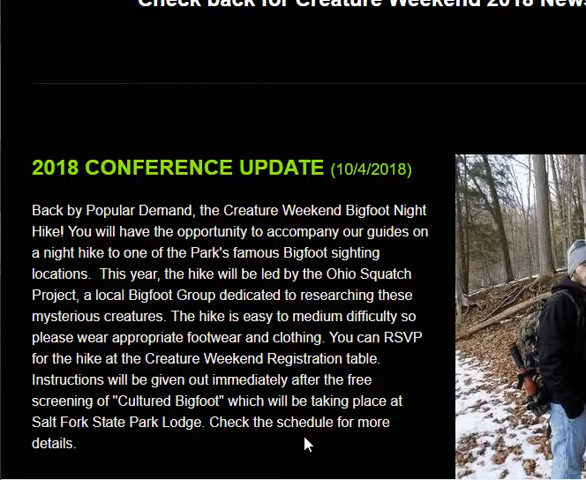 Check back for Creature Weekend 2018 News
2018 CONFERENCE UPDATE (10/4/2018)
Back by Popular Demand, the Creature Weekend Bigfoot Night
Hike! You will have the opportunity to accompany our guides on
a night hike to one of the Park's famous Bigfoot sighting
locations.  This year, the hike will be led by the Ohio Squatch
Project, a local Bigfoot Group dedicated to researching these
mysterious creatures. The hike is easy to medium difficulty so
please wear appropriate footwear and clothing. You can RSVP
for the hike at the Creature Weekend Registration table.
Instructions will be given out immediately after the free
screening of "Cultured Bigfoot" which will be taking place at
Salt Fork State Park Lodge. Check the schedule for more
details.